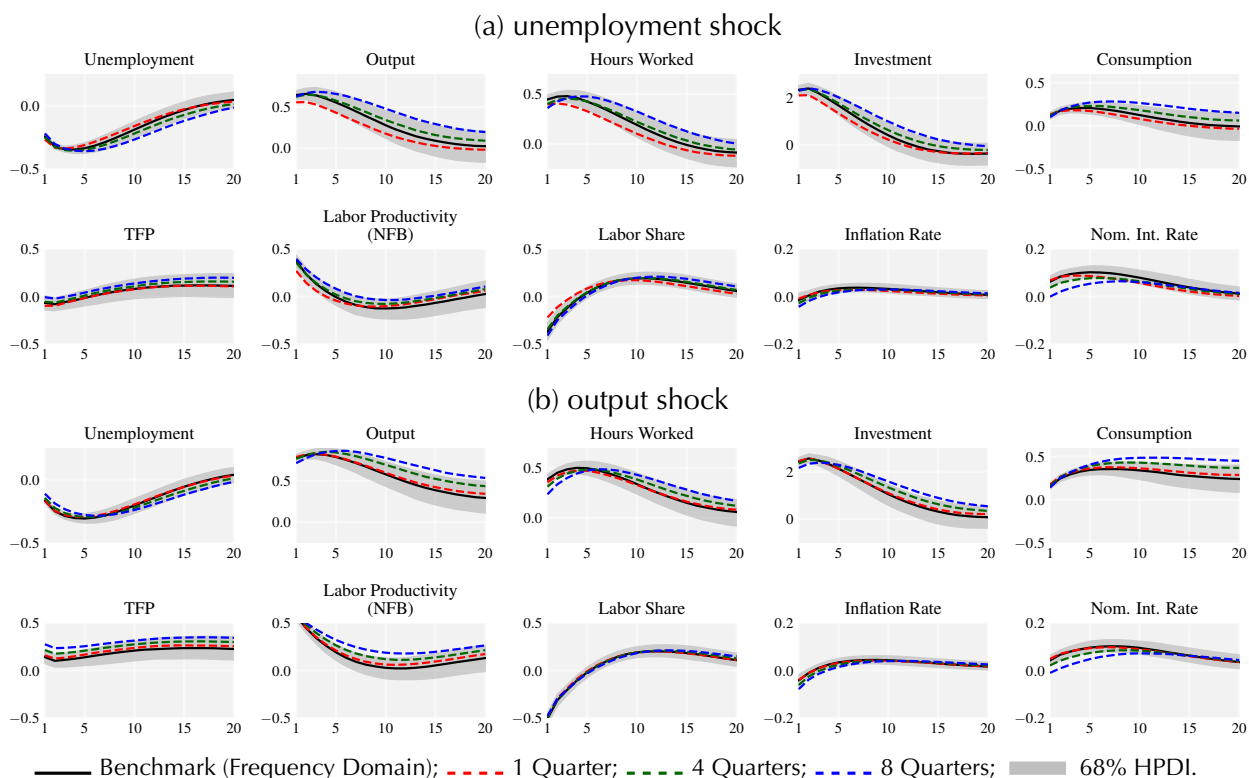 (a) unemployment shock
Unemployment Output Hours Worked Investment Consumption
0.0 0.5 0.5 2 0.5
0.0 0.0 0 0.0
−0.5 −0.5
1 5 10 15 20 1 5 10 15 20 1 5 10 15 20 1 5 10 15 20 1 5 10 15 20
TFP Labor Productivity (NFB) Labor Share Inflation Rate Nom. Int. Rate
0.5 0.5 0.5 0.2 0.2
0.0 0.0 0.0 0.0 0.0
−0.5 −0.5 −0.5 −0.2 −0.2
1 5 10 15 20 1 5 10 15 20 1 5 10 15 20 1 5 10 15 20 1 5 10 15 20
(b) output shock
Unemployment Output Hours Worked Investment Consumption
0.0 0.5 0.5 2 0.5
0.0 0.0 0 0.0
−0.5 −0.5
1 5 10 15 20 1 5 10 15 20 1 5 10 15 20 1 5 10 15 20 1 5 10 15 20
TFP Labor Productivity (NFB) Labor Share Inflation Rate Nom. Int. Rate
0.5 0.5 0.5 0.2 0.2
0.0 0.0 0.0 0.0 0.0
−0.5 −0.5 −0.5 −0.2 −0.2
1 5 10 15 20 1 5 10 15 20 1 5 10 15 20 1 5 10 15 20 1 5 10 15 20
Benchmark (Frequency Domain); 1 Quarter; 4 Quarters; 8 Quarters; 68% HPDI.